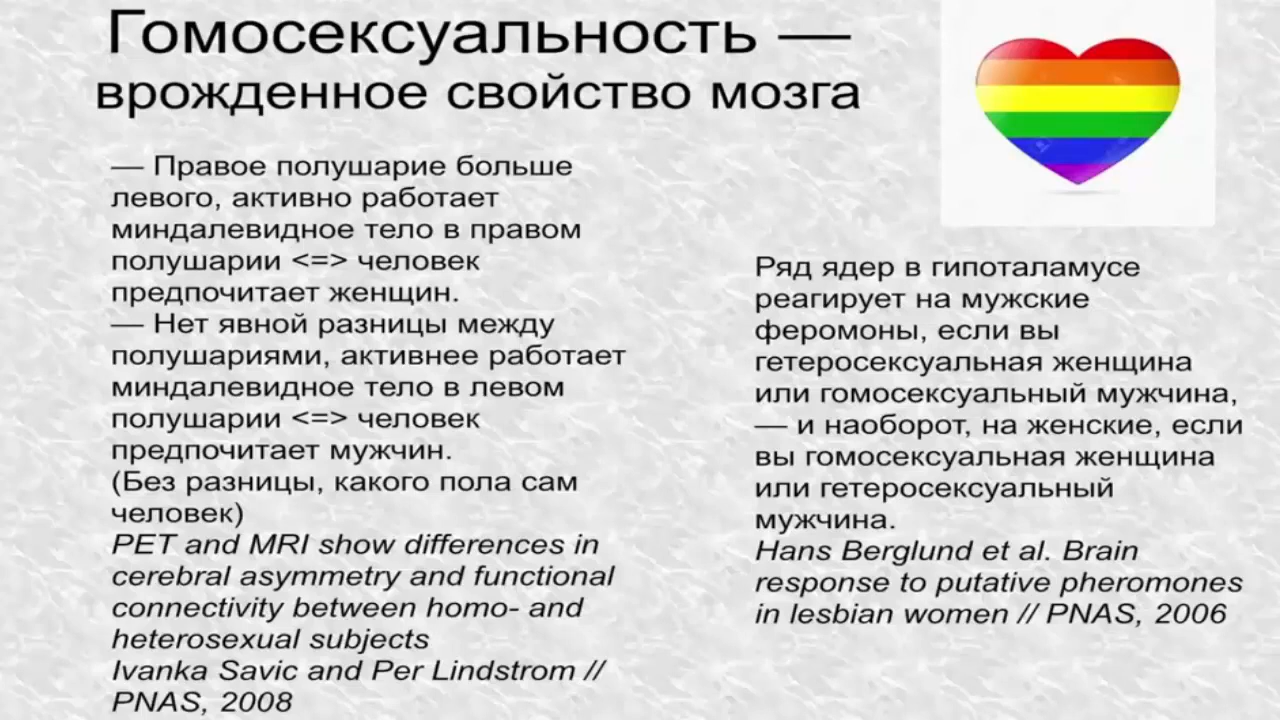 Гомосексуальность —
врожденное свойство мозга
— Правое полушарие больше
левого, активно работает
миндалевидное тело в правом
полушарии <=> человек
предпочитает женщин.
— Нет явной разницы между
полушариями, активнее работает
миндалевидное тело в левом
полушарии <=> человек
предпочитает мужчин.
(Без разницы, какого пола сам
человек)
PET and MRI show differences in
cerebral asymmetry and functional
connectivity between homo- and
heterosexual subjects
Ivanka Savic and Per Lindstrom //
PNAS, 2008
Ряд ядер в гипоталамусе
реагирует на мужские
феромоны, если вы
гетеросексуальная женщина
или гомосексуальный мужчина,
— и наоборот, на женские, если
вы гомосексуальная женщина
или гетеросексуальный
мужчина.
Hans Berglund et al. Brain
response to putative pheromones
in lesbian women // PNAS, 2006